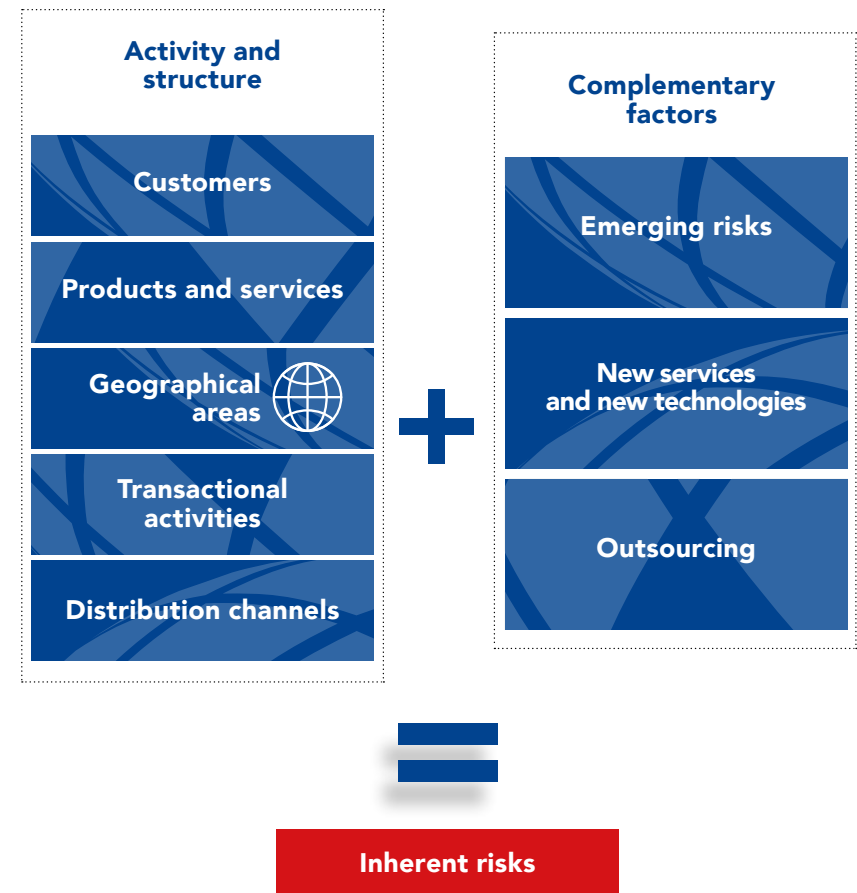 Activity and
structure
Customers
Products and services
Geographical
areas
Transactional
activities
Distribution channels
+
Complementary
factors
Emerging risks
New services
and new technologies
Outsourcing
=
Inherent risks